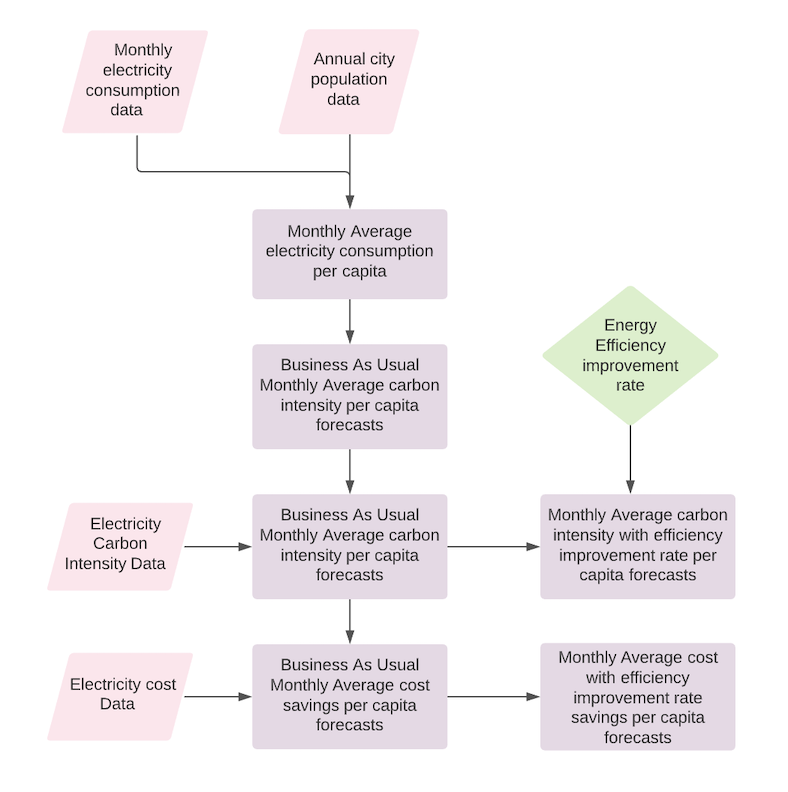 Monthly
electricity
consumption
data
Annual city
population
data
Monthly Average
electricity consumption
per capita
Energy
Efficiency
improvement
rate
Business As Usual
Monthly Average carbon
intensity per capita
forecasts
Electricity
Carbon
Intensity Data
Business As Usual
Monthly Average carbon
intensity per capita
forecasts
Monthly Average carbon
intensity with efficiency
improvement rate per
capita forecasts
Electricity cost
Data
Business As Usual
Monthly Average cost
savings per capita
forecasts
Monthly Average cost
with efficiency
improvement rate
savings per capita
forecasts